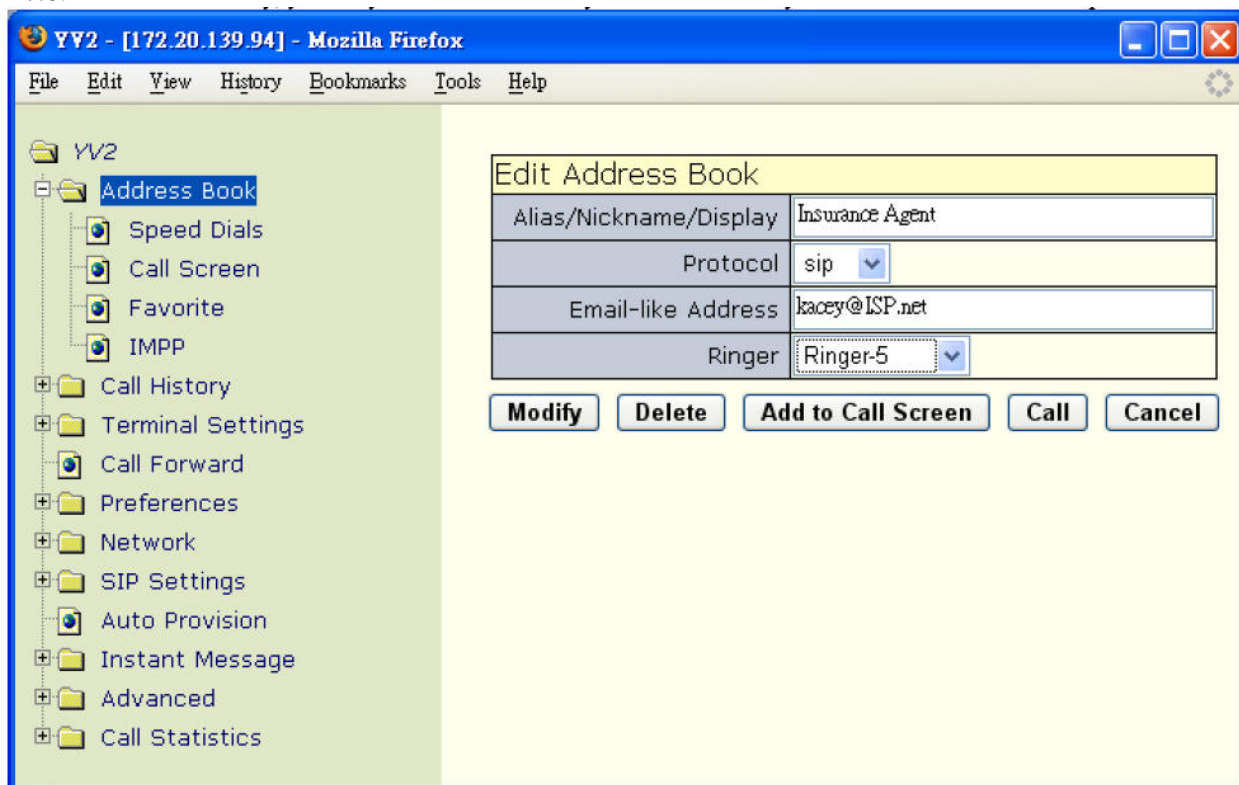 YV2 - [172.20.139.94] - Mozilla Firefox
File Edit View History Bookmarks Tools Help
YV2
Address Book
Speed Dials
Call Screen
Favorite
IMPP
Call History
Terminal Settings
Call Forward
Preferences
Network
SIP Settings
Auto Provision
Instant Message
Advanced
Call Statistics
Edit Address Book
Alias/Nickname/Display Insurance Agent
Protocol sip
Email-like Address kacey@ISP.net
Ringer Ringer-5
Modify Delete Add to Call Screen Call Cancel